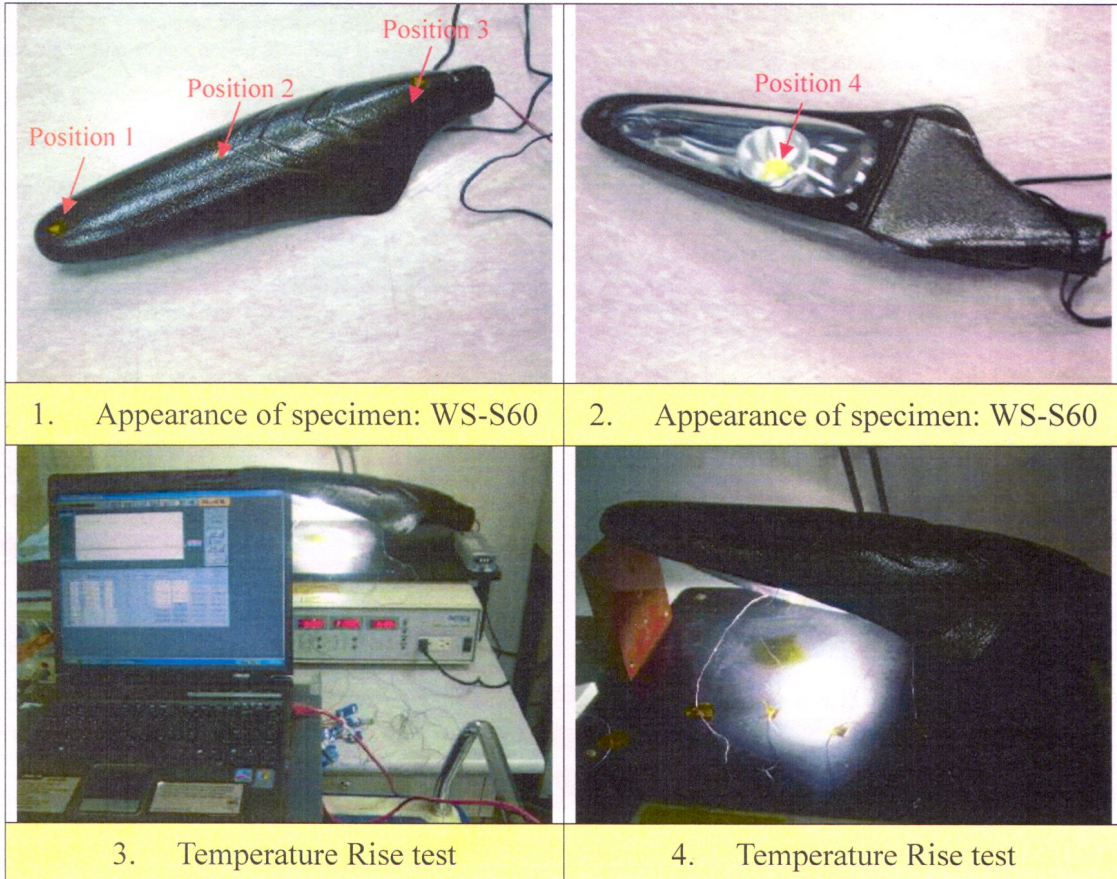 Position 3
Position 2
Position 1
Position 4
1. Appearance of specimen: WS-S60
2. Appearance of specimen: WS-S60
3. Temperature Rise test
4. Temperature Rise test